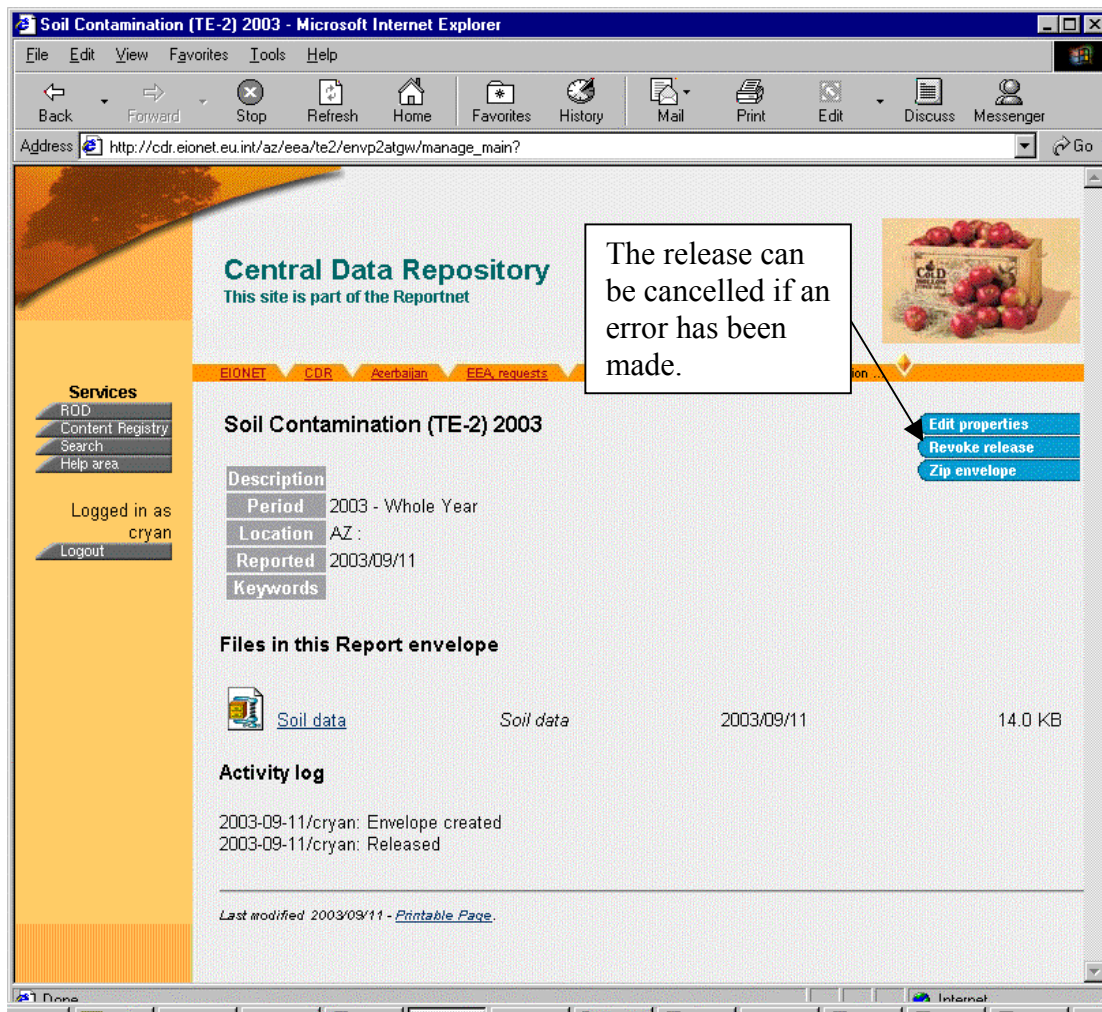 Soil Contamination (TE-2) 2003 - Microsoft Internet Explorer
File Edit View Favorites Tools Help
Back Forward Stop Refresh Home Favorites History Mail Print Edit Discuss Messenger
Address http://cdr.eionet.eu.int/az/eea/te2/envp2atgw/manage_main? Go
Central Data Repository
This site is part of the Reportnet
The release can
be cancelled if an
error has been
made.
COLD
HOLLOW
EIONET CDR Azerbaijan EEA, requests
Services
ROD
Content Registry
Search
Help area
Logged in as
cryan
Logout
Soil Contamination (TE-2) 2003
Edit properties
Revoke release
Zip envelope
Description
Period 2003 - Whole Year
Location AZ :
Reported 2003/09/11
Keywords
Files in this Report envelope
Soil data Soil data 2003/09/11 14.0 KB
Activity log
2003-09-11/cryan: Envelope created
2003-09-11/cryan: Released
Last modified 2003/09/11 - Printable Page.
Done Internet